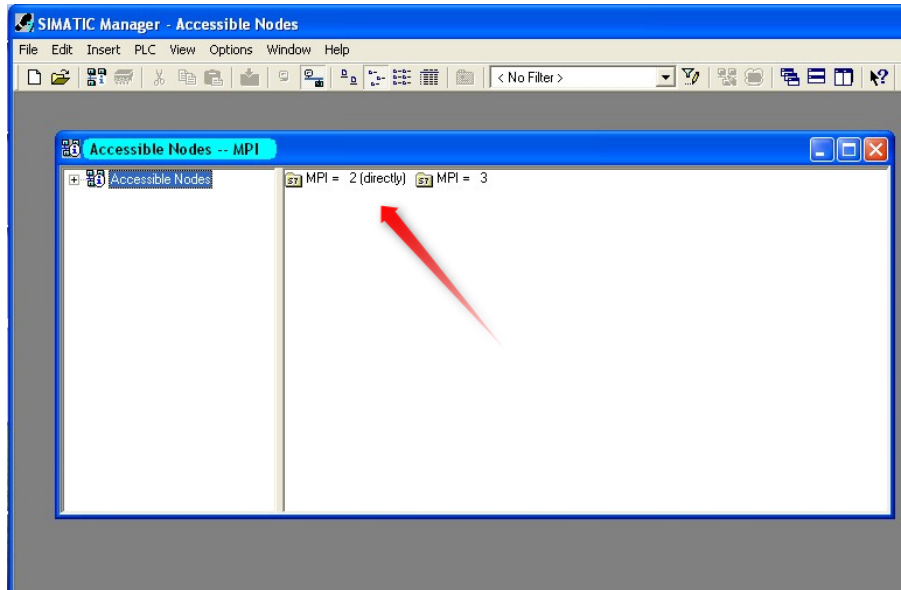 SIMATIC Manager - Accessible Nodes
File Edit Insert PLC View Options Window Help
< No Filter >
Accessible Nodes -- MPI
Accessible Nodes
MPI = 2 (directly) MPI = 3